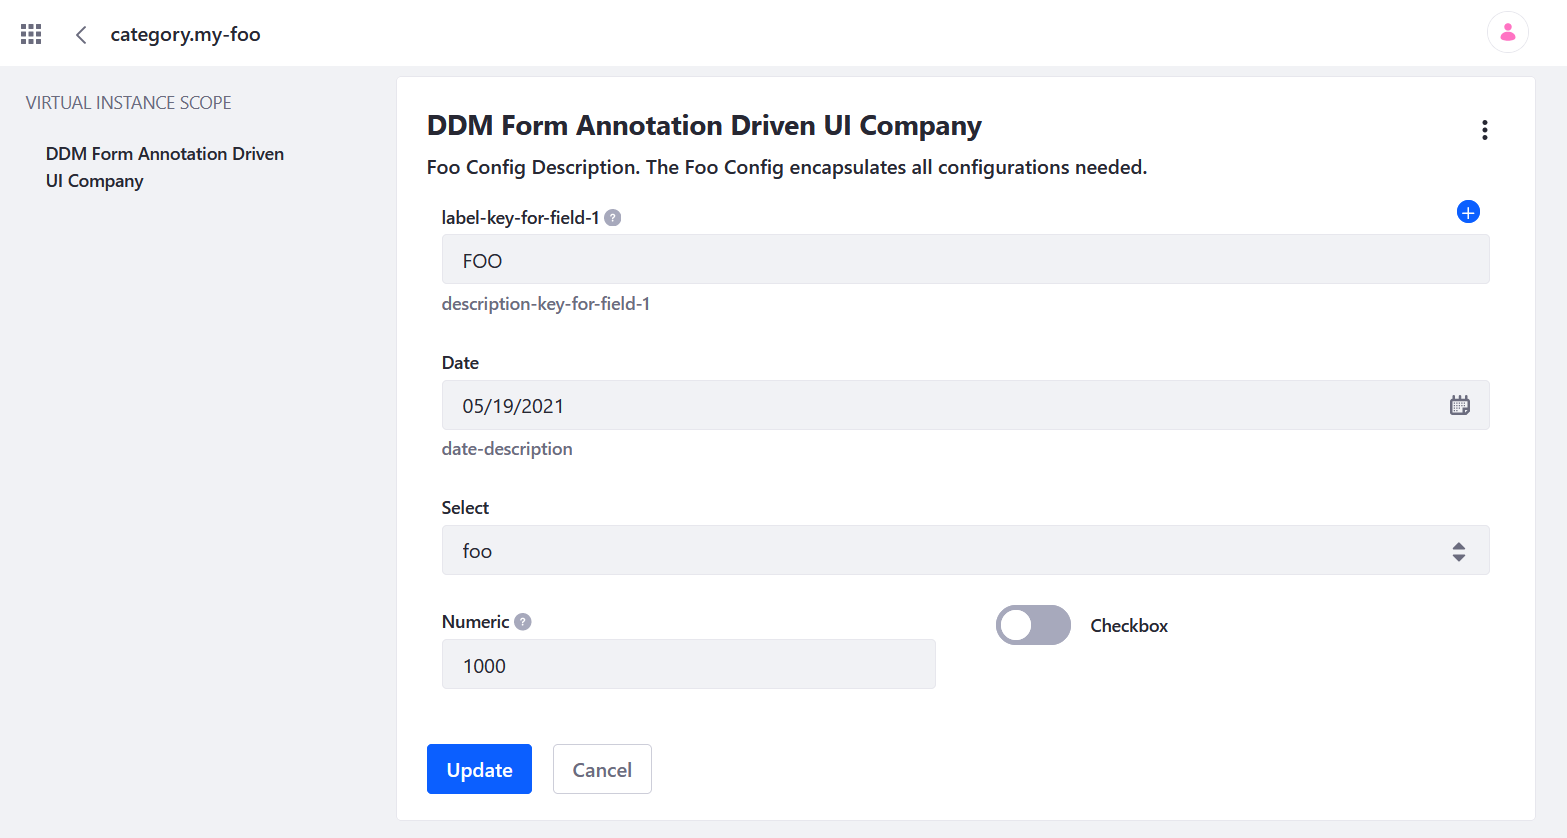 category.my-foo
VIRTUAL INSTANCE SCOPE
DDM Form Annotation Driven
UI Company
DDM Form Annotation Driven UI Company
Foo Config Description. The Foo Config encapsulates all configurations needed.
label-key-for-field-1 ?
FOO
description-key-for-field-1
Date
05/19/2021
date-description
Select
foo
Numeric ?
1000
Checkbox
Update
Cancel